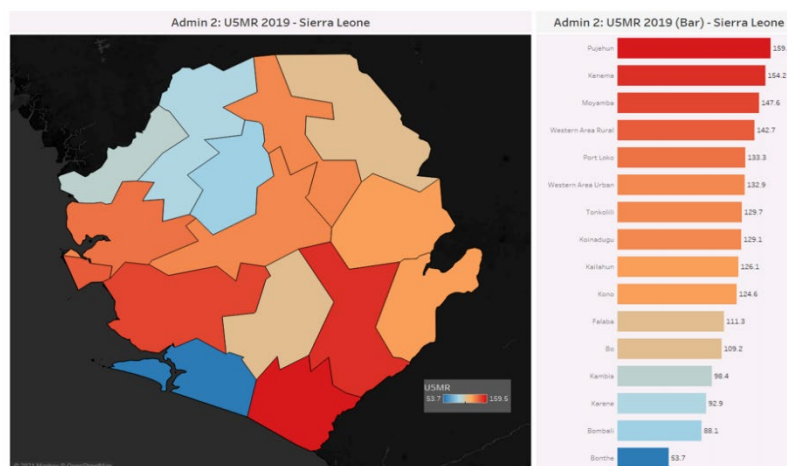 Admin 2: U5MR 2019 - Sierra Leone
U5MR
53.7 159.5
Admin 2: U5MR 2019 (Bar) - Sierra Leone
Pujehun 159.
Kenema 154.2
Moyamba 147.6
Western Area Rural 142.7
Port Loko 133.3
Western Area Urban 132.9
Tonkolili 129.7
Koinadugu 129.1
Kailahun 126.1
Kono 124.6
Falaba 111.3
Bo 109.2
Kambia 98.4
Karene 92.9
Bombali 88.1
Bonthe 53.7